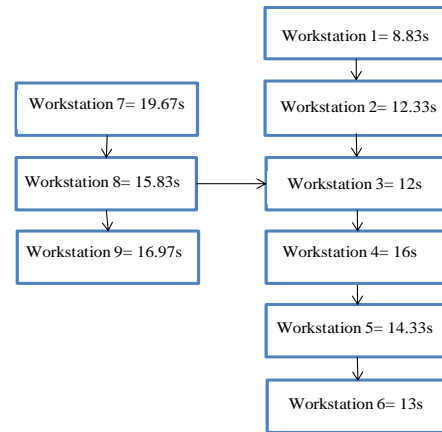 Workstation 1= 8.83s
Workstation 7= 19.67s
Workstation 2= 12.33s
Workstation 8= 15.83s
Workstation 3= 12s
Workstation 9= 16.97s
Workstation 4= 16s
Workstation 5= 14.33s
Workstation 6= 13s